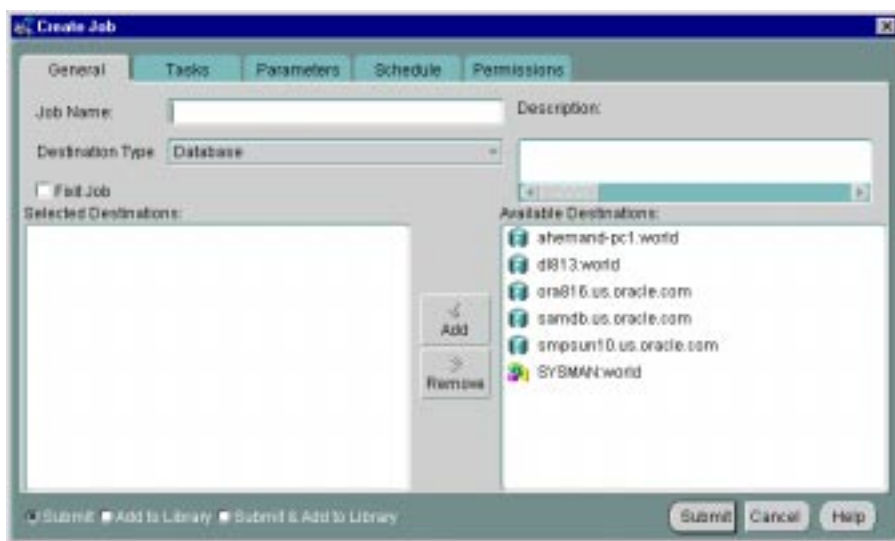 Create Job
General Tasks Parameters Schedule Permissions
Job Name:
Description:
Destination Type Database
Fixit Job
Selected Destinations:
Available Destinations:
ahernand-pc1.world
dl813.world
ora816.us.oracle.com
samdb.us.oracle.com
smpsun10.us.oracle.com
SYSMAN.world
Add
Remove
Submit Add to Library Submit & Add to Library
Submit Cancel Help